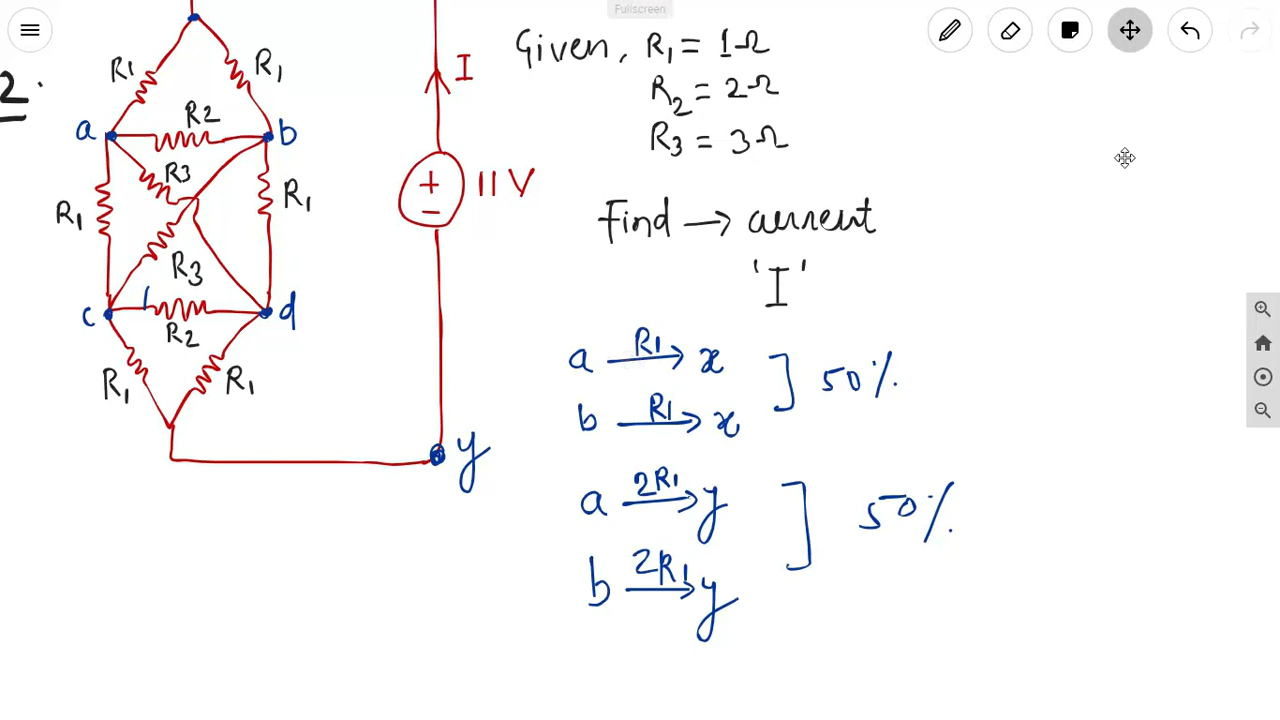 Fullscreen
2.
R1
R1
I
Given, R1 = 1Ω
R2 = 2Ω
R3 = 3Ω
a
R2
b
R3
R1
R1
+
-
11V
Find → current
'I'
R3
c
R2
d
R1
R1
y
a R1→ x
b R1→ x
] 50%
a 2R1→ y
b 2R1→ y
] 50%